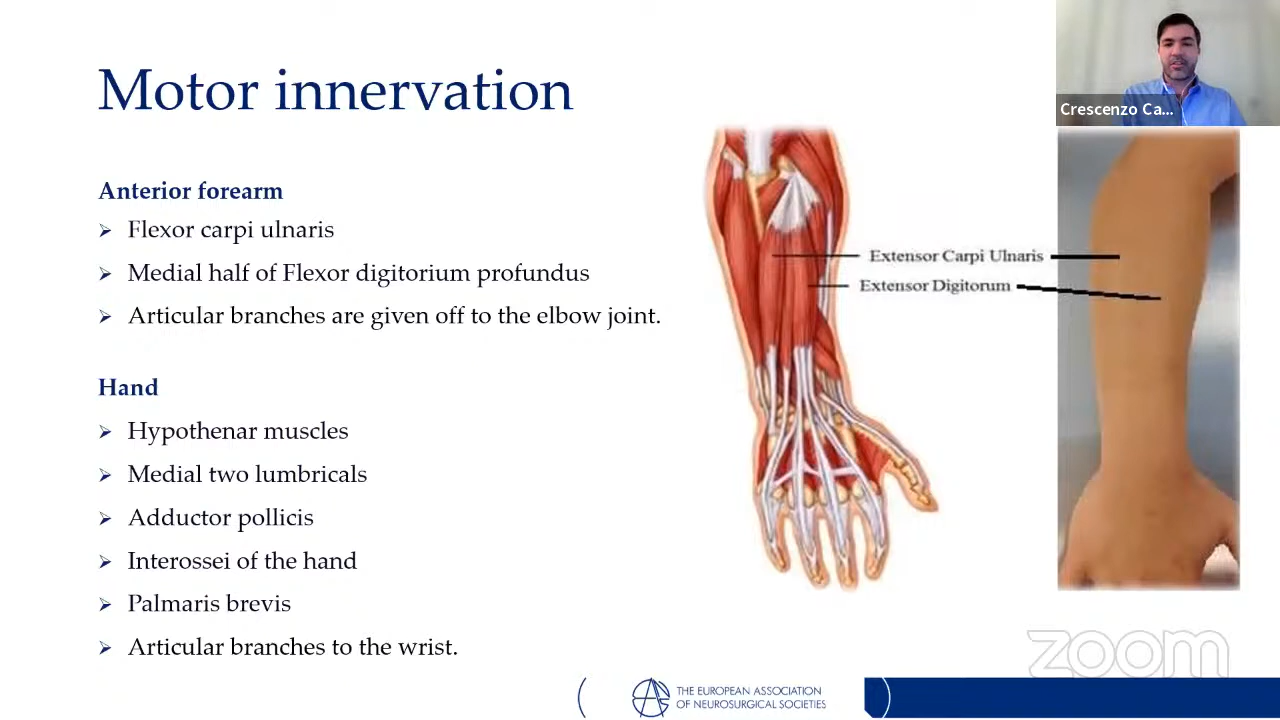 Motor innervation
Crescenzo Ca...
Anterior forearm
Flexor carpi ulnaris
Medial half of Flexor digitorium profundus
Articular branches are given off to the elbow joint.
Extensor Carpi Ulnaris
Extensor Digitorum
Hand
Hypothenar muscles
Medial two lumbricals
Adductor pollicis
Interossei of the hand
Palmaris brevis
Articular branches to the wrist.
zoom
THE EUROPEAN ASSOCIATION
OF NEUROSURGICAL SOCIETIES